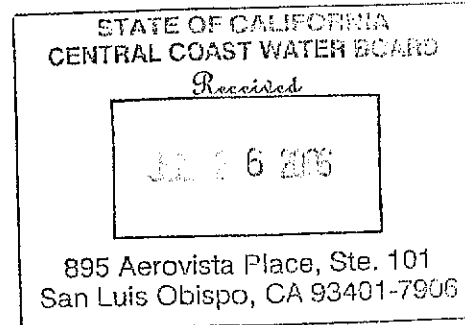 STATE OF CALIFORNIA
CENTRAL COAST WATER BOARD
Received
6
895 Aerovista Place, Ste. 101
San Luis Obispo, CA 93401-7906